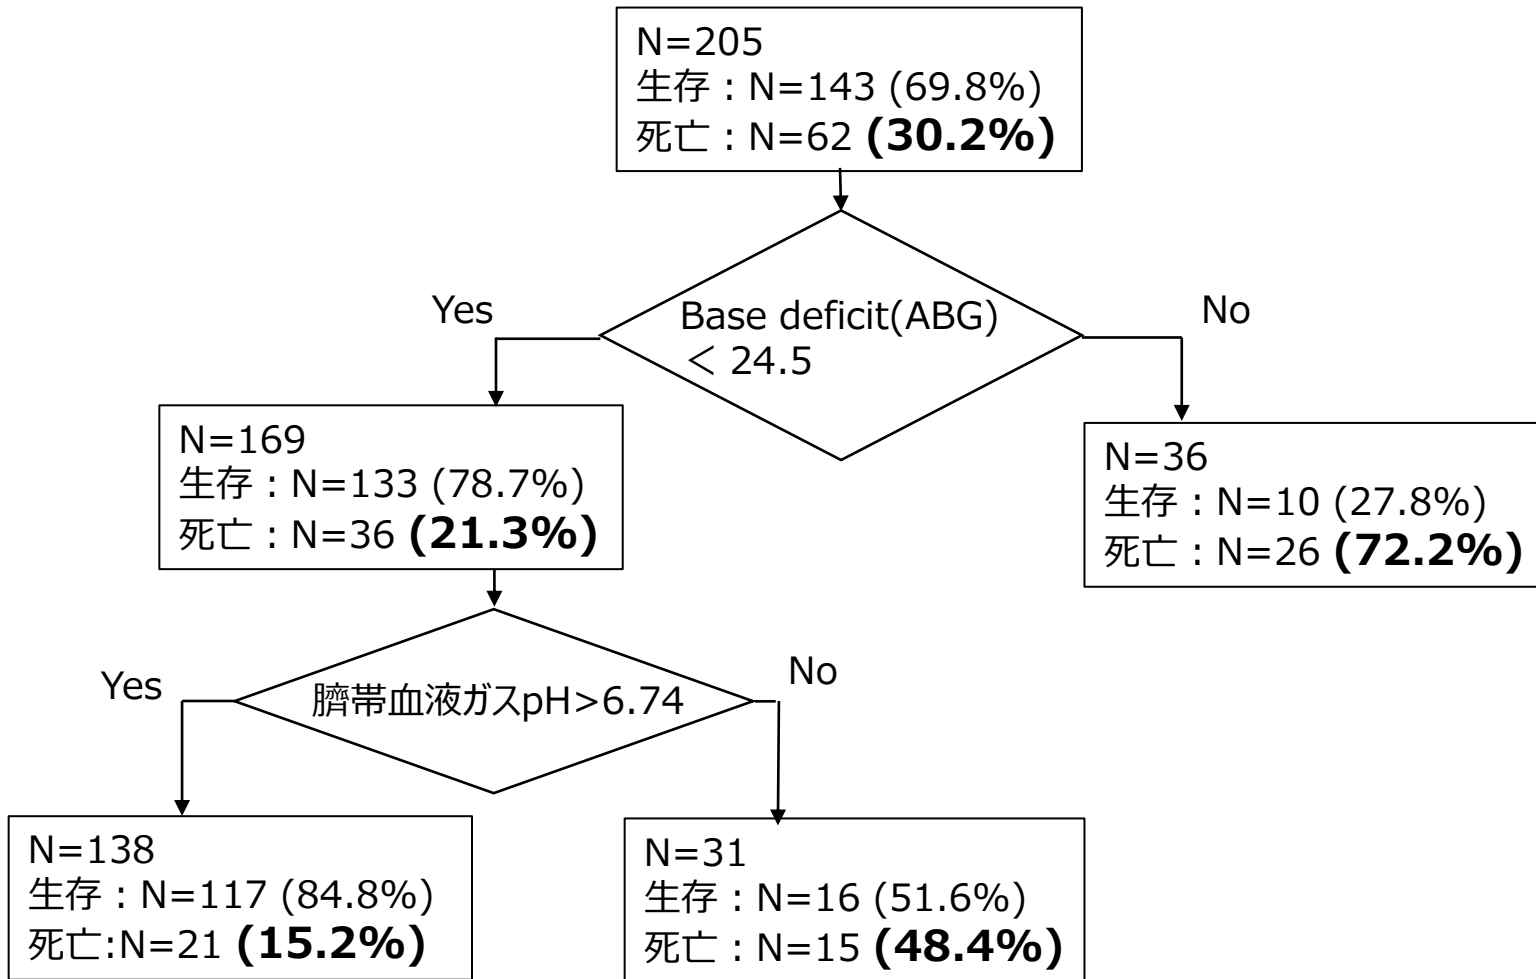 N=205
生存：N=143 (69.8%)
死亡：N=62 (30.2%)
Yes
Base deficit(ABG)
＜ 24.5
No
N=169
生存：N=133 (78.7%)
死亡：N=36 (21.3%)
N=36
生存：N=10 (27.8%)
死亡：N=26 (72.2%)
Yes
臍帯血液ガスpH>6.74
No
N=138
生存：N=117 (84.8%)
死亡:N=21 (15.2%)
N=31
生存：N=16 (51.6%)
死亡：N=15 (48.4%)